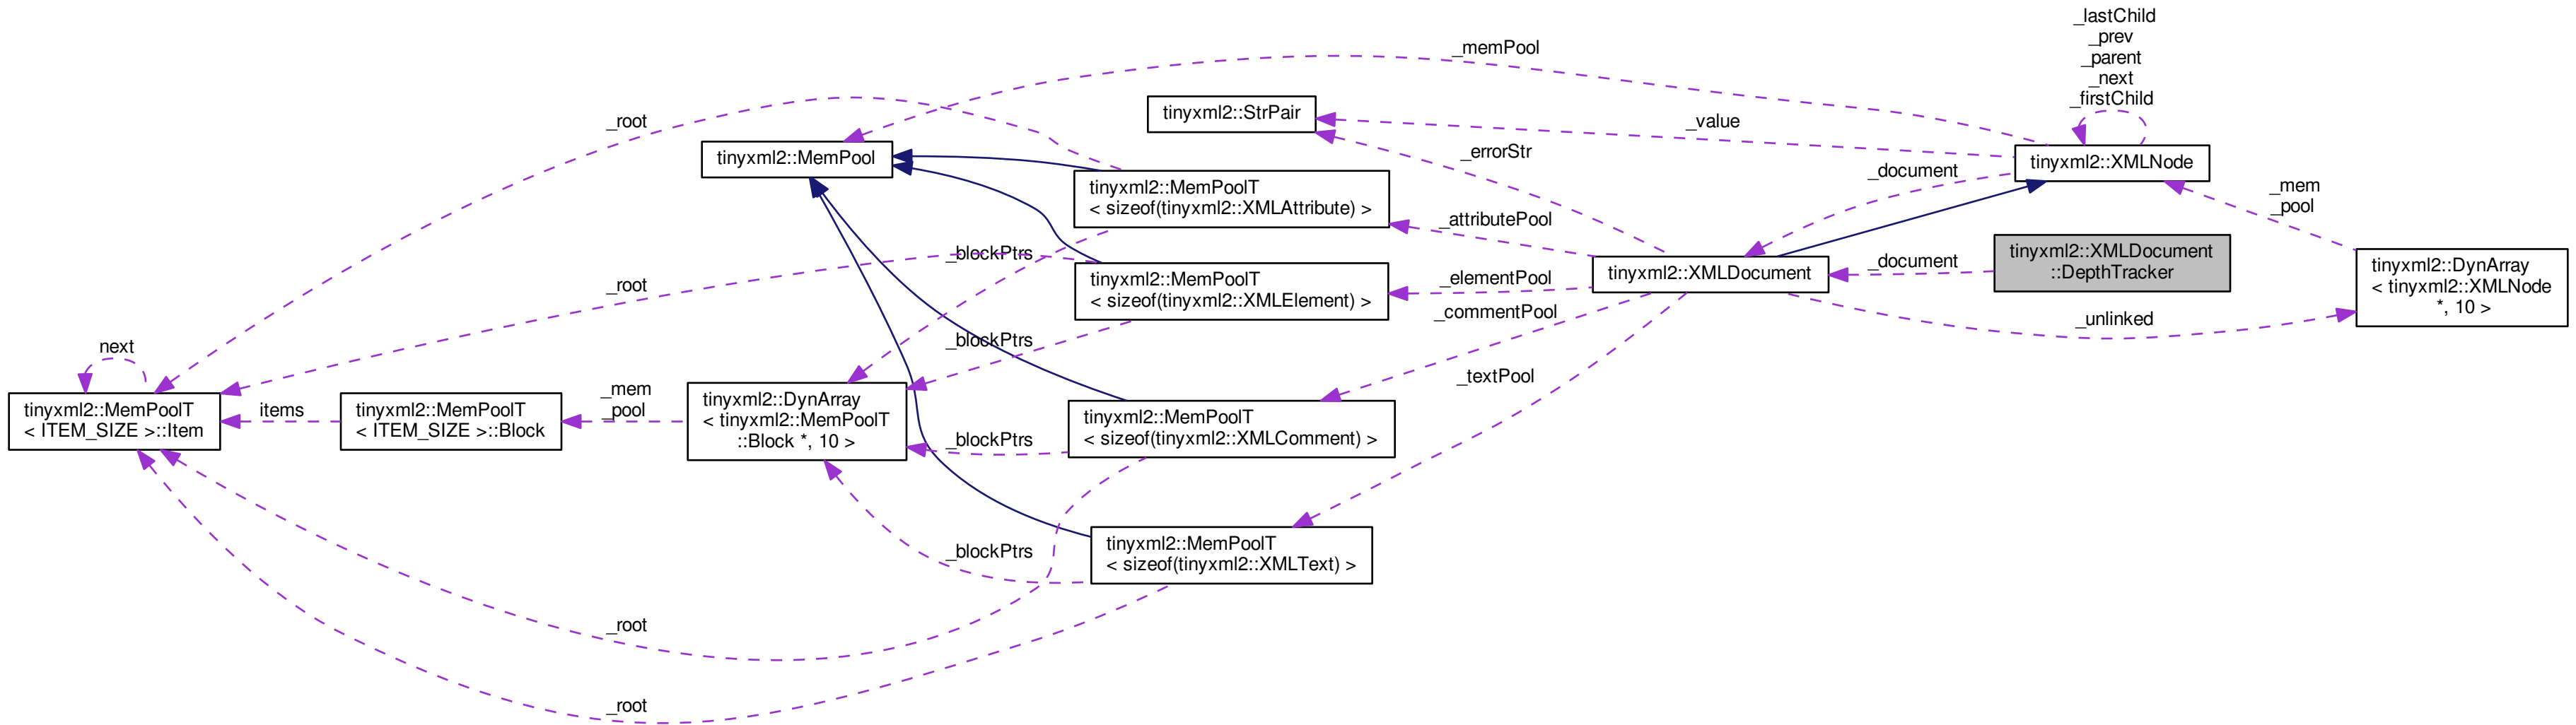 _lastChild
_prev
_parent
_next
_firstChild
_memPool
tinyxml2::StrPair
_root
_value
_errorStr
tinyxml2::MemPool
tinyxml2::XMLNode
_document
tinyxml2::MemPoolT
< sizeof(tinyxml2::XMLAttribute) >
_mem
_pool
_attributePool
_blockPtrs
tinyxml2::XMLDocument
::DepthTracker
_document
tinyxml2::XMLDocument
tinyxml2::MemPoolT
< sizeof(tinyxml2::XMLElement) >
_elementPool
_root
tinyxml2::DynArray
< tinyxml2::XMLNode
*, 10 >
_commentPool
_unlinked
_blockPtrs
next
_textPool
tinyxml2::MemPoolT
< ITEM_SIZE >::Item
items
tinyxml2::MemPoolT
< ITEM_SIZE >::Block
_mem
_pool
tinyxml2::DynArray
< tinyxml2::MemPoolT
::Block *, 10 >
_blockPtrs
tinyxml2::MemPoolT
< sizeof(tinyxml2::XMLComment) >
_blockPtrs
tinyxml2::MemPoolT
< sizeof(tinyxml2::XMLText) >
_root
_root